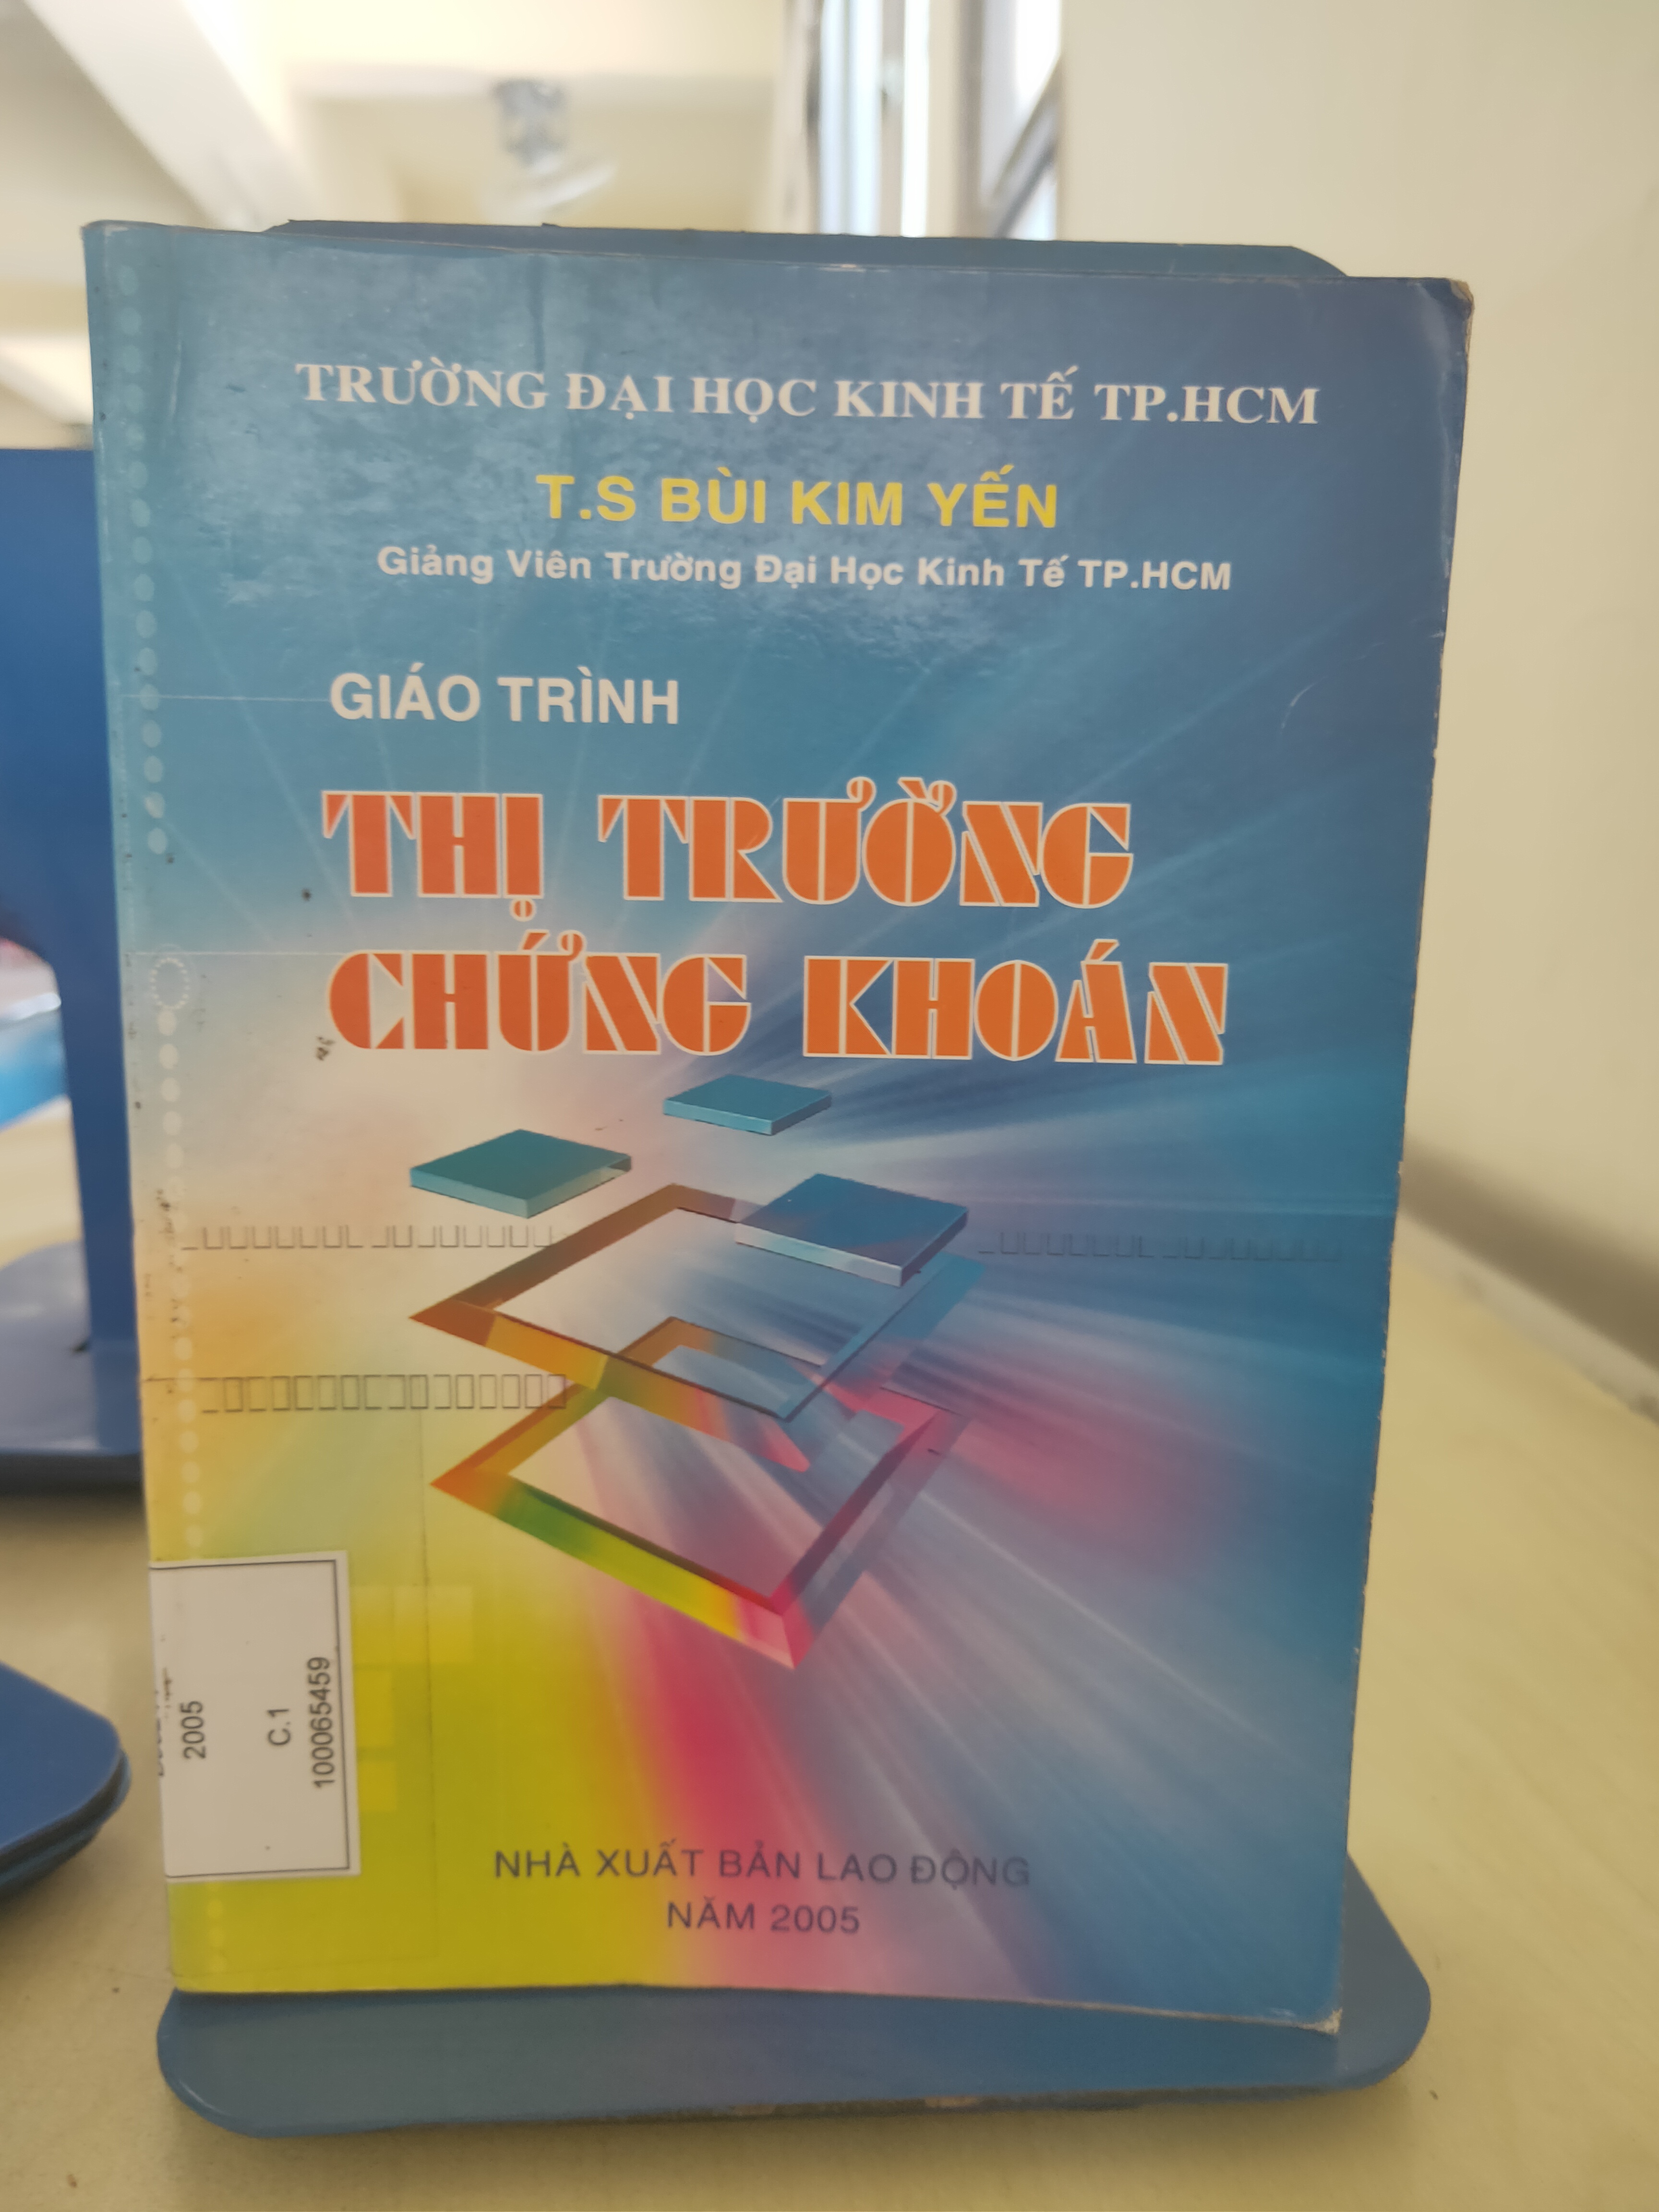 TRƯỜNG ĐẠI HỌC KINH TẾ TP.HCM
T.S BÙI KIM YẾN
Giảng Viên Trường Đại Học Kinh Tế TP.HCM
GIÁO TRÌNH
THỊ TRƯỜNG
CHỨNG KHOÁN
2005
C.1
100065459
NHÀ XUẤT BẢN LAO ĐỘNG
NĂM 2005